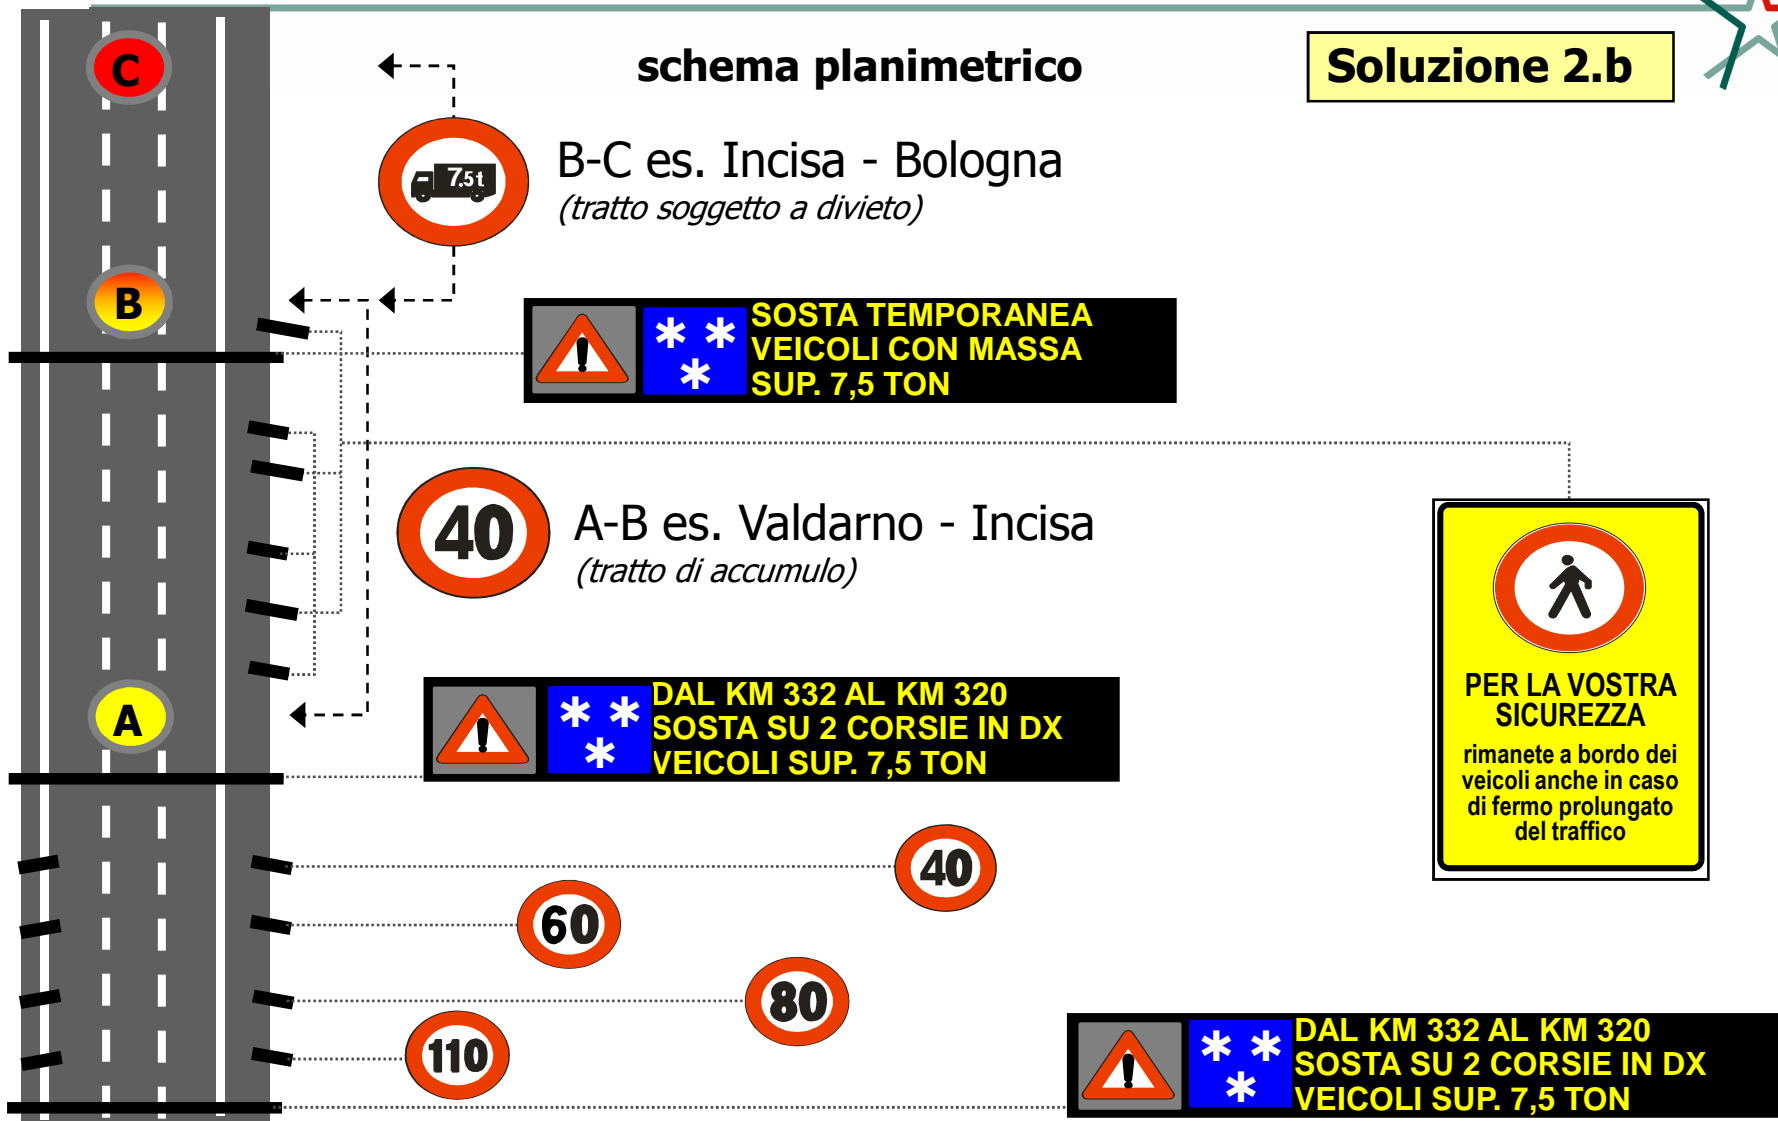 C
schema planimetrico
Soluzione 2.b
7.5t
B-C es. Incisa - Bologna
(tratto soggetto a divieto)
B
SOSTA TEMPORANEA
VEICOLI CON MASSA
SUP. 7,5 TON
40
A-B es. Valdarno - Incisa
(tratto di accumulo)
PER LA VOSTRA
SICUREZZA
rimanete a bordo dei
veicoli anche in caso
di fermo prolungato
del traffico
A
DAL KM 332 AL KM 320
SOSTA SU 2 CORSIE IN DX
VEICOLI SUP. 7,5 TON
40
60
80
110
DAL KM 332 AL KM 320
SOSTA SU 2 CORSIE IN DX
VEICOLI SUP. 7,5 TON